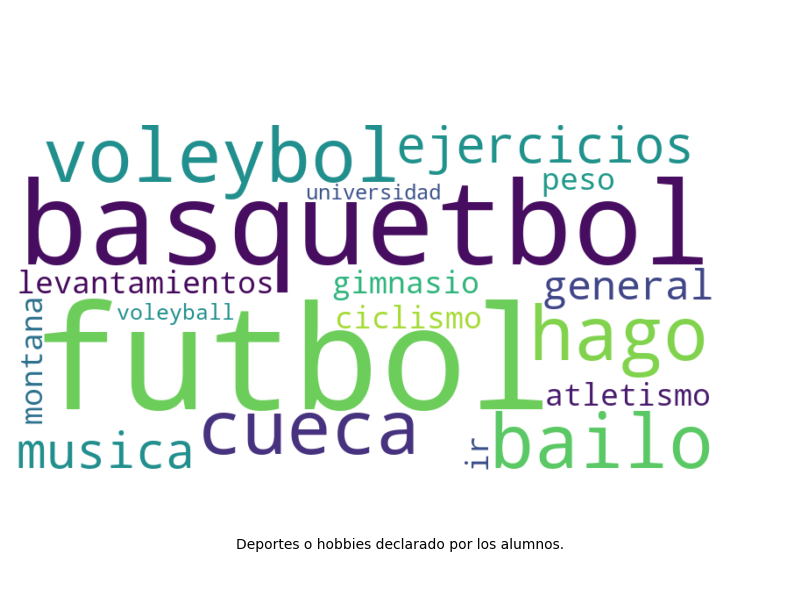 voleybol
ejercicios
peso
universidad
basquetbol
levantamientos
gimnasio
general
montana
voleyball
ciclismo
futbol
hago
atletismo
cueca
musica
ir
bailo
Deportes o hobbies declarado por los alumnos.